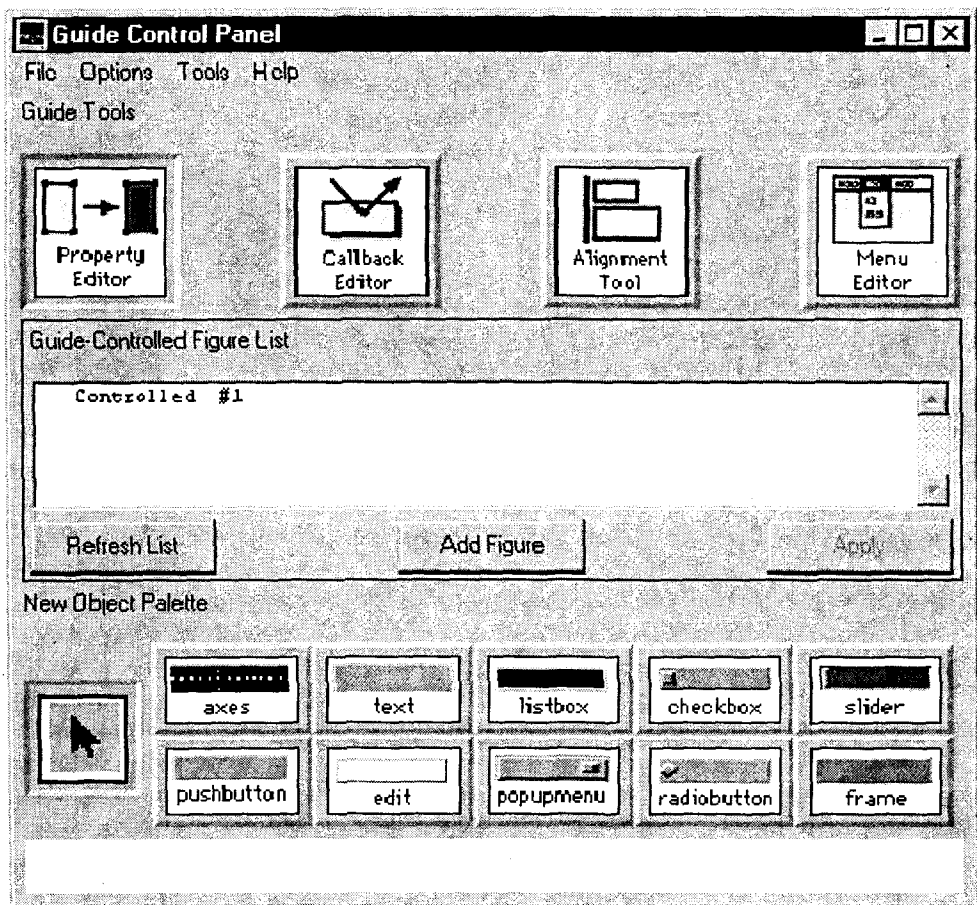 Guide Control Panel
File Options Tools Help
Guide Tools
Property Editor
Callback Editor
Alignment Tool
Menu Editor
Guide-Controlled Figure List
Controlled #1
Refresh List Add Figure Apply
New Object Palette
axes text listbox checkbox slider
pushbutton edit popupmenu radiobutton frame